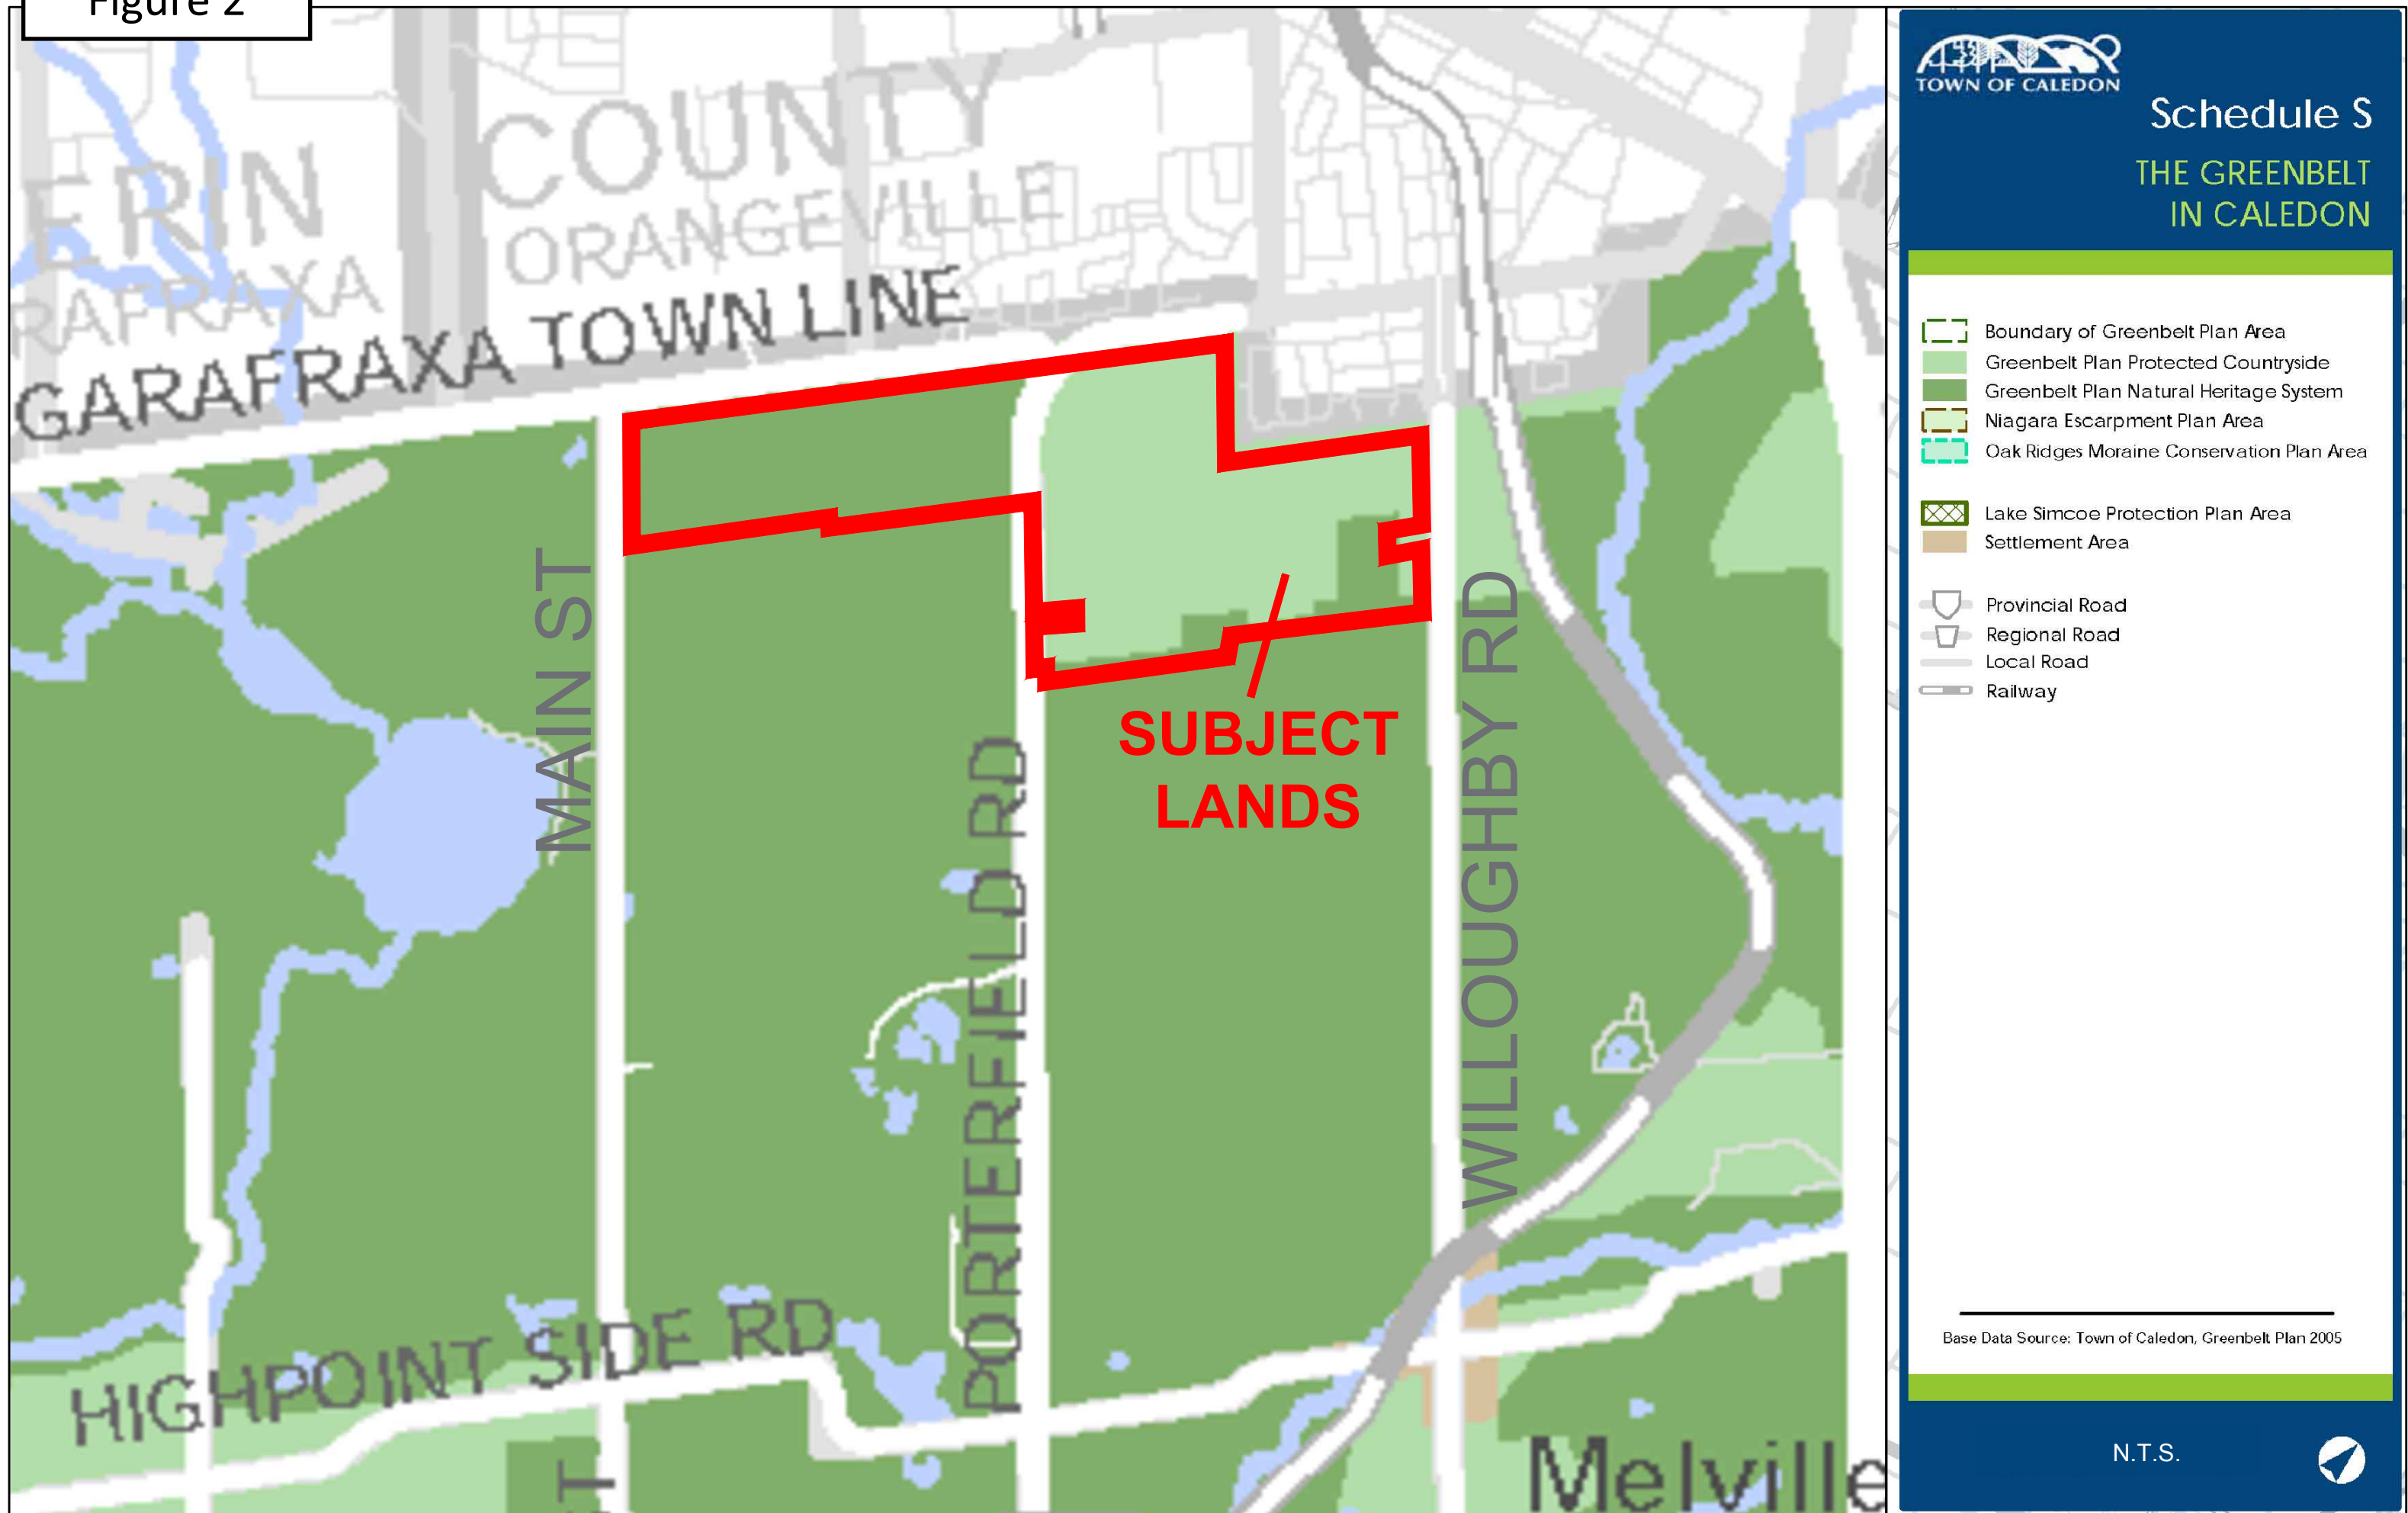 Figure 2
COUNTY
ERIN
ORANGEVILLE
RAFRAXA
GARAFRAXA TOWN LINE
MAIN ST
PORTERFIELD RD
WILLOUGHBY RD
SUBJECT
LANDS
HIGHPOINT SIDE RD
Melville
TOWN OF CALEDON
Schedule S
THE GREENBELT
IN CALEDON
Boundary of Greenbelt Plan Area
Greenbelt Plan Protected Countryside
Greenbelt Plan Natural Heritage System
Niagara Escarpment Plan Area
Oak Ridges Moraine Conservation Plan Area
Lake Simcoe Protection Plan Area
Settlement Area
Provincial Road
Regional Road
Local Road
Railway
Base Data Source: Town of Caledon, Greenbelt Plan 2005
N.T.S.